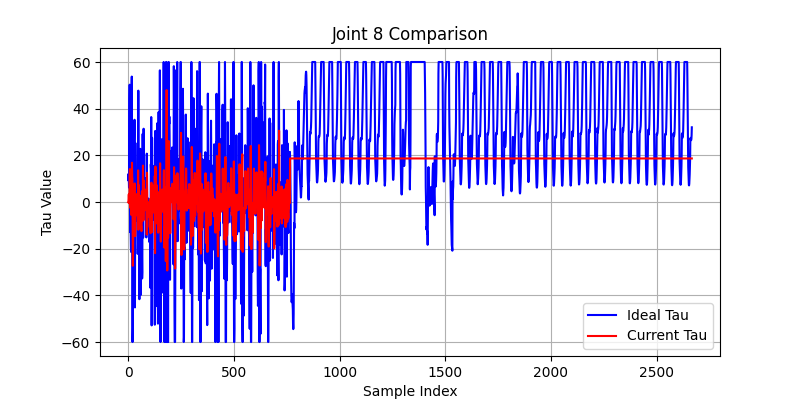 Joint 8 Comparison
Tau Value
60
40
20
0
−20
−40
−60
0
500
1000
1500
2000
2500
Sample Index
Ideal Tau
Current Tau